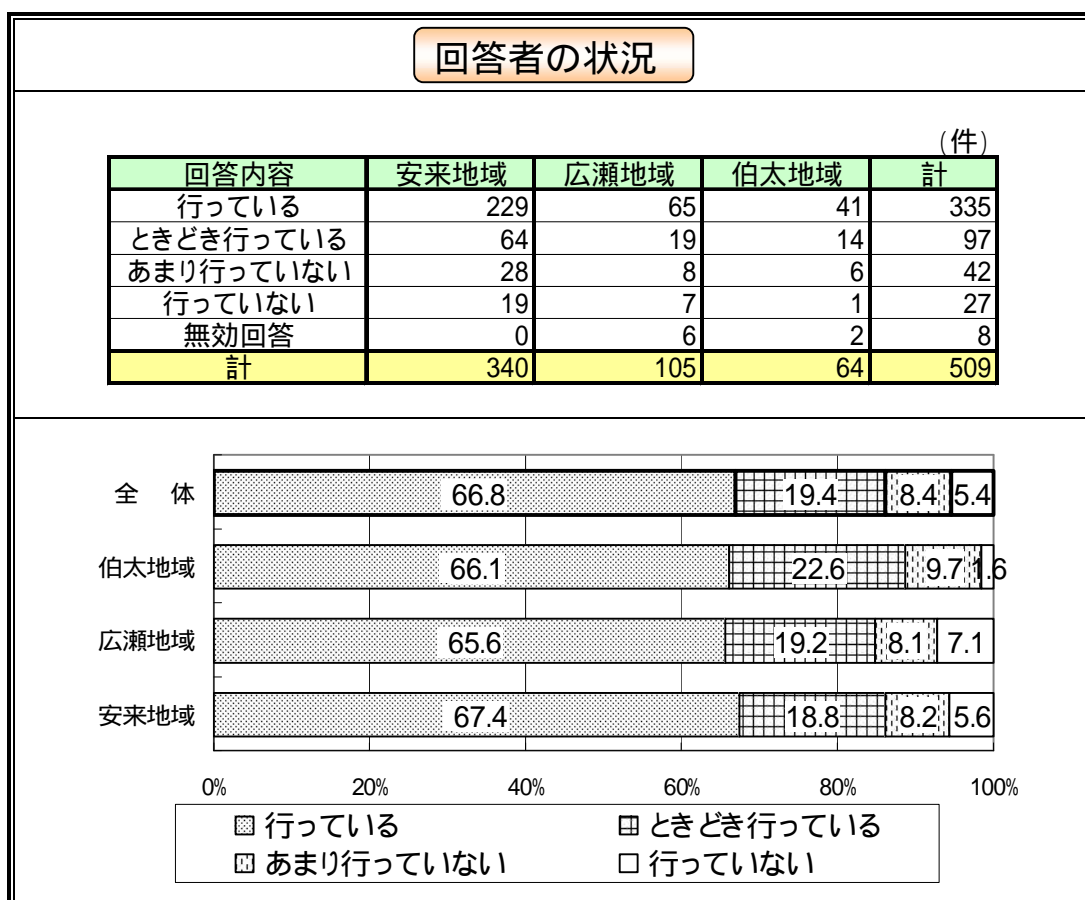 回答者の状況
(件)
回答内容 安来地域 広瀬地域 伯太地域 計
行っている 229 65 41 335
ときどき行っている 64 19 14 97
あまり行っていない 28 8 6 42
行っていない 19 7 1 27
無効回答 0 6 2 8
計 340 105 64 509
全 体 66.8 19.4 8.4 5.4
伯太地域 66.1 22.6 9.7 1.6
広瀬地域 65.6 19.2 8.1 7.1
安来地域 67.4 18.8 8.2 5.6
0% 20% 40% 60% 80% 100%
行っている ときどき行っている
あまり行っていない 行っていない